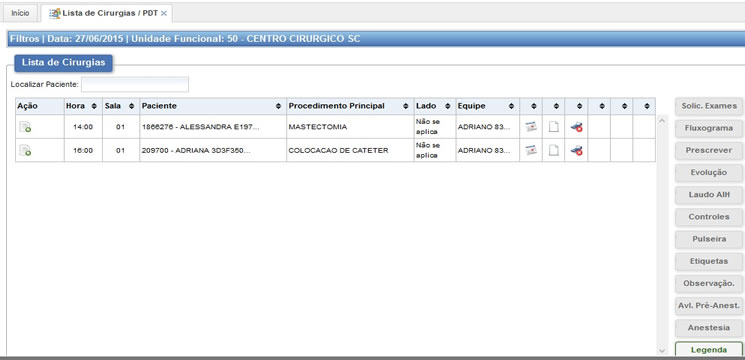 Início
Lista de Cirurgias / PDT
Filtros | Data: 27/06/2015 | Unidade Funcional: 50 - CENTRO CIRURGICO SC
Lista de Cirurgias
Localizar Paciente:
Ação Hora Sala Paciente Procedimento Principal Lado Equipe
14:00 01 1866276 - ALESSANDRA E197... MASTECTOMIA Não se aplica ADRIANO 83...
16:00 01 209700 - ADRIANA 3D3F350... COLOCACAO DE CATETER Não se aplica ADRIANO 83...
Solic. Exames
Fluxograma
Prescrever
Evolução
Laudo AIH
Controles
Pulseira
Etiquetas
Observação.
Avl. Pré-Anest.
Anestesia
Legenda